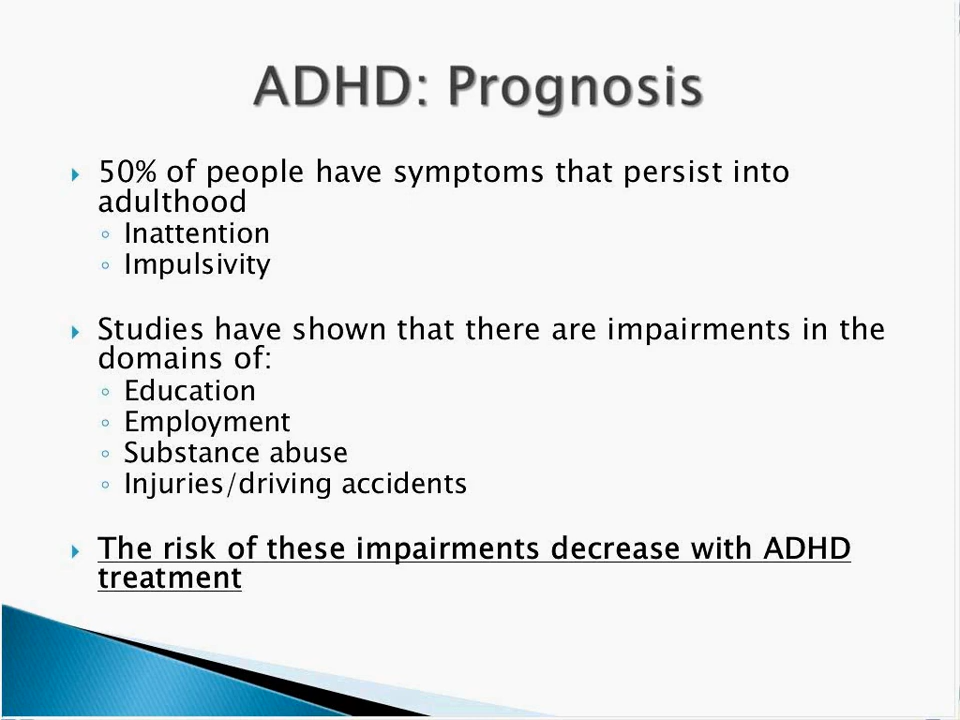 ADHD: Prognosis
50% of people have symptoms that persist into
adulthood
Inattention
Impulsivity
Studies have shown that there are impairments in the
domains of:
Education
Employment
Substance abuse
Injuries/driving accidents
The risk of these impairments decrease with ADHD
treatment